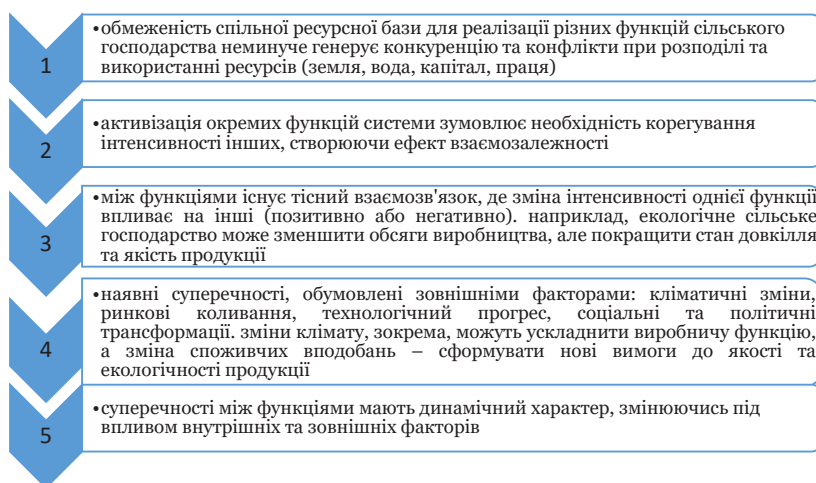 1
•обмеженість спільної ресурсної бази для реалізації різних функцій сільського
господарства неминуче генерує конкуренцію та конфлікти при розподілі та
використанні ресурсів (земля, вода, капітал, праця)
2
•активізація окремих функцій системи зумовлює необхідність корегування
інтенсивності інших, створюючи ефект взаємозалежності
3
•між функціями існує тісний взаємозв'язок, де зміна інтенсивності однієї функції
впливає на інші (позитивно або негативно). наприклад, екологічне сільське
господарство може зменшити обсяги виробництва, але покращити стан довкілля
та якість продукції
4
•наявні суперечності, обумовлені зовнішніми факторами: кліматичні зміни,
ринкові коливання, технологічний прогрес, соціальні та політичні
трансформації. зміни клімату, зокрема, можуть ускладнити виробничу функцію,
а зміна споживчих вподобань – сформувати нові вимоги до якості та
екологічності продукції
5
•суперечності між функціями мають динамічний характер, змінюючись під
впливом внутрішніх та зовнішніх факторів